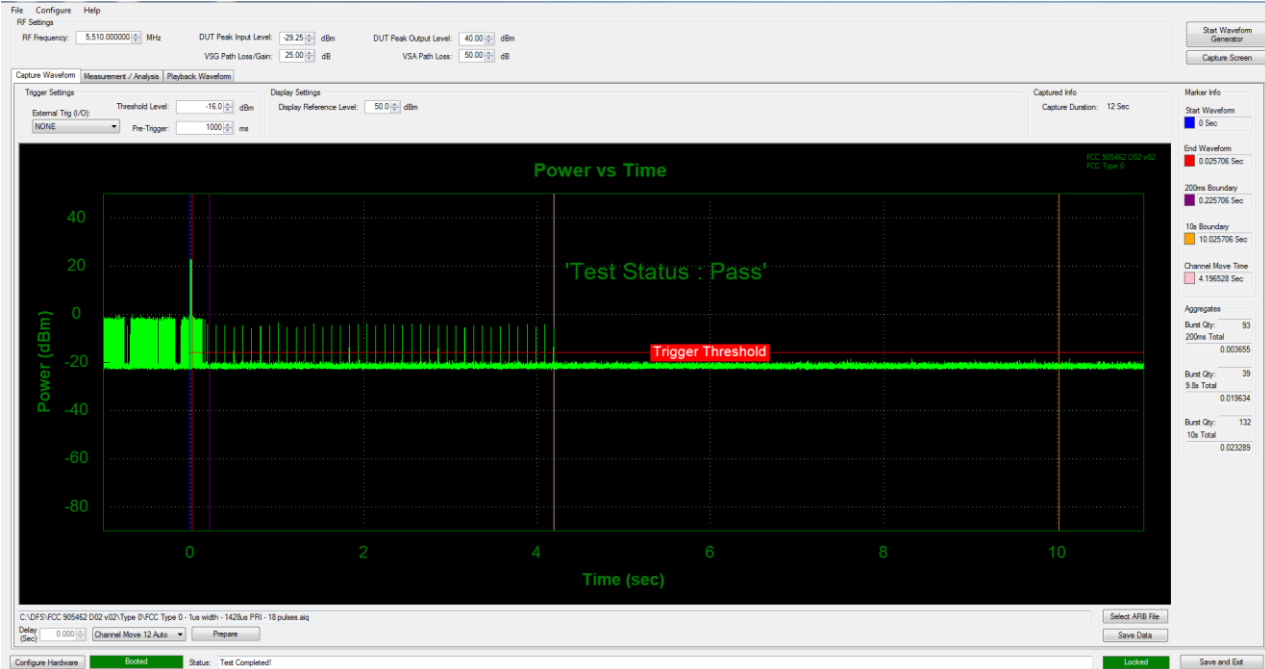 File Configure Help
RF Settings
RF Frequency: 5,510.000000 MHz DUT Peak Input Level: -29.25 dBm DUT Peak Output Level: 40.00 dBm
VSG Path Loss/Gain: 25.00 dB VSA Path Loss: 50.00 dB
Start Waveform
Generator
Capture Screen
Capture Waveform Measurement / Analysis Playback Waveform
Trigger Settings
External Trig (I/O): Threshold Level: -16.0 dBm
NONE Pre-Trigger: 1000 ms
Display Settings
Display Reference Level: 50.0 dBm
Captured Info
Capture Duration: 12 Sec
Marker Info
Start Waveform
0 Sec
End Waveform
0.025706 Sec
200ms Boundary
0.225706 Sec
10s Boundary
10.025706 Sec
Channel Move Time
4.196528 Sec
Aggregates
Burst Qty: 93
200ms Total
0.003655
Burst Qty: 39
9.8s Total
0.019634
Burst Qty: 132
10s Total
0.023289
Power vs Time
FCC 905462 D02 v02
FCC Type 0
'Test Status : Pass'
Trigger Threshold
Power (dBm)
40
20
0
-20
-40
-60
-80
0 2 4 6 8 10
Time (sec)
C:\DFS\FCC 905462 D02 v02\Type 0\FCC Type 0 - 1us width - 1428us PRI - 18 pulses.aiq
Select ARB File
Delay
(Sec) 0.000 Channel Move 12 Auto Prepare
Save Data
Configure Hardware Booted Status: Test Completed! Locked Save and Exit